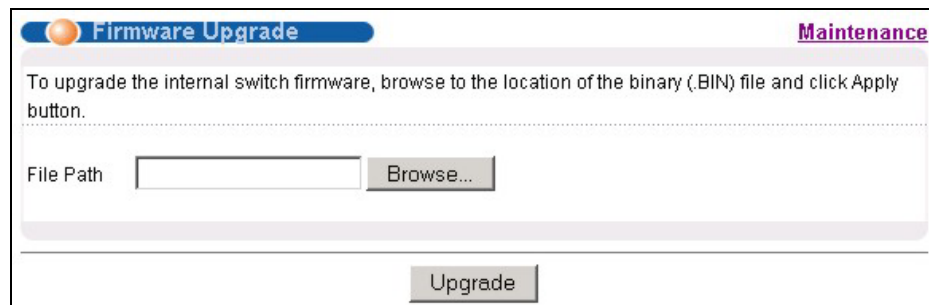 Firmware Upgrade
Maintenance
To upgrade the internal switch firmware, browse to the location of the binary (.BIN) file and click Apply
button.
File Path
Browse...
Upgrade